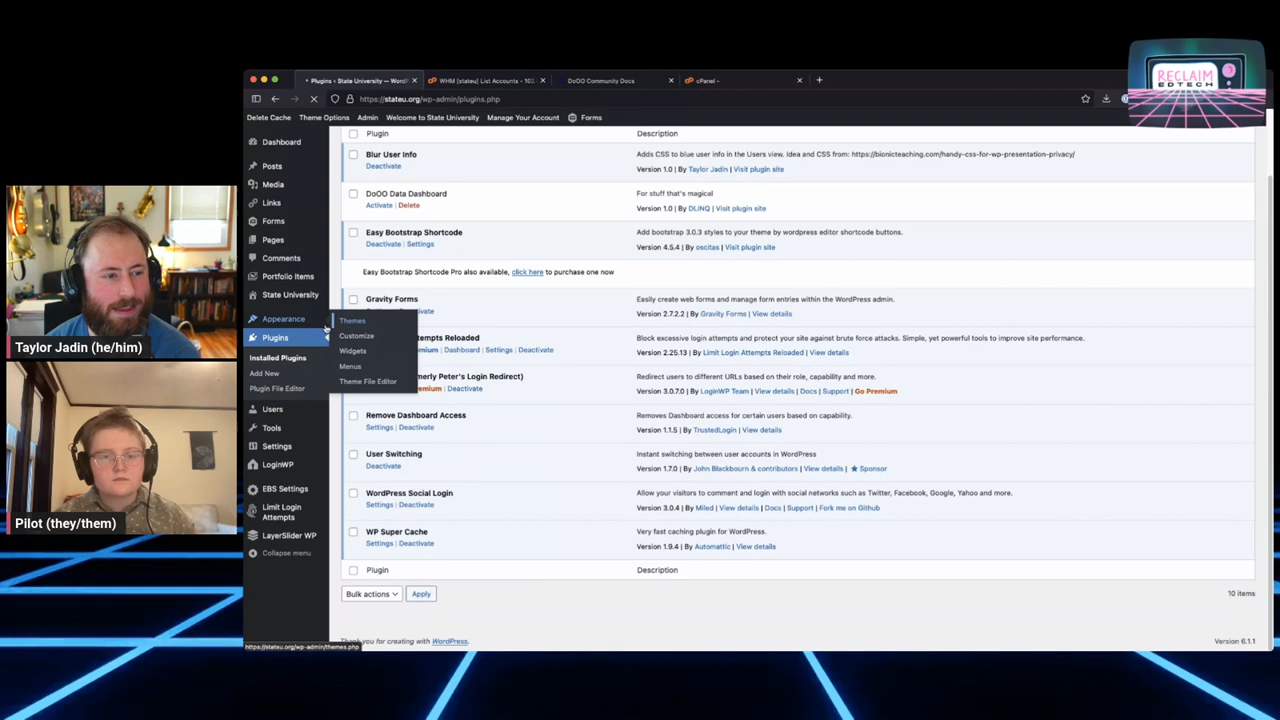 RECLAIM
EDTECH
Plugins ‹ State University — WordP
WHM [stateu] List Accounts - 102.
DoOO Community Docs
cPanel -
https://stateu.org/wp-admin/plugins.php
Delete Cache
Theme Options
Admin
Welcome to State University
Manage Your Account
Forms
Dashboard
Posts
Media
Links
Forms
Pages
Comments
Portfolio Items
State University
Appearance
Plugins
Installed Plugins
Add New
Plugin File Editor
Users
Tools
Settings
LoginWP
EBS Settings
Limit Login
Attempts
LayerSlider WP
Collapse menu
Themes
Customize
Widgets
Menus
Theme File Editor
Plugin
Description
Blur User Info
Deactivate
Adds CSS to blue user info in the Users view. Idea and CSS from: https://bionicteaching.com/handy-css-for-wp-presentation-privacy/
Version 1.0 | By Taylor Jadin | Visit plugin site
DoOO Data Dashboard
Activate | Delete
For stuff that's magical
Version 1.0 | By DLINQ | Visit plugin site
Easy Bootstrap Shortcode
Deactivate | Settings
Add bootstrap 3.0.3 styles to your theme by wordpress editor shortcode buttons.
Version 4.5.4 | By oscitas | Visit plugin site
Easy Bootstrap Shortcode Pro also available, click here to purchase one now
Gravity Forms
ivate
Easily create web forms and manage form entries within the WordPress admin.
Version 2.7.2.2 | By Gravity Forms | View details
tempts Reloaded
mium | Dashboard | Settings | Deactivate
Block excessive login attempts and protect your site against brute force attacks. Simple, yet powerful tools to improve site performance.
Version 2.25.13 | By Limit Login Attempts Reloaded | View details
merly Peter's Login Redirect)
mium | Deactivate
Redirect users to different URLs based on their role, capability and more.
Version 3.0.7.0 | By LoginWP Team | View details | Docs | Support | Go Premium
Remove Dashboard Access
Settings | Deactivate
Removes Dashboard access for certain users based on capability.
Version 1.1.5 | By TrustedLogin | View details
User Switching
Deactivate
Instant switching between user accounts in WordPress
Version 1.7.0 | By John Blackbourn & contributors | View details | Sponsor
WordPress Social Login
Settings | Deactivate
Allow your visitors to comment and login with social networks such as Twitter, Facebook, Google, Yahoo and more.
Version 3.0.4 | By Miled | View details | Docs | Support | Fork me on Github
WP Super Cache
Settings | Deactivate
Very fast caching plugin for WordPress.
Version 1.9.4 | By Automattic | View details
Plugin
Description
Bulk actions
Apply
10 items
Thank you for creating with WordPress.
Version 6.1.1
https://stateu.org/wp-admin/themes.php
Taylor Jadin (he/him)
Pilot (they/them)